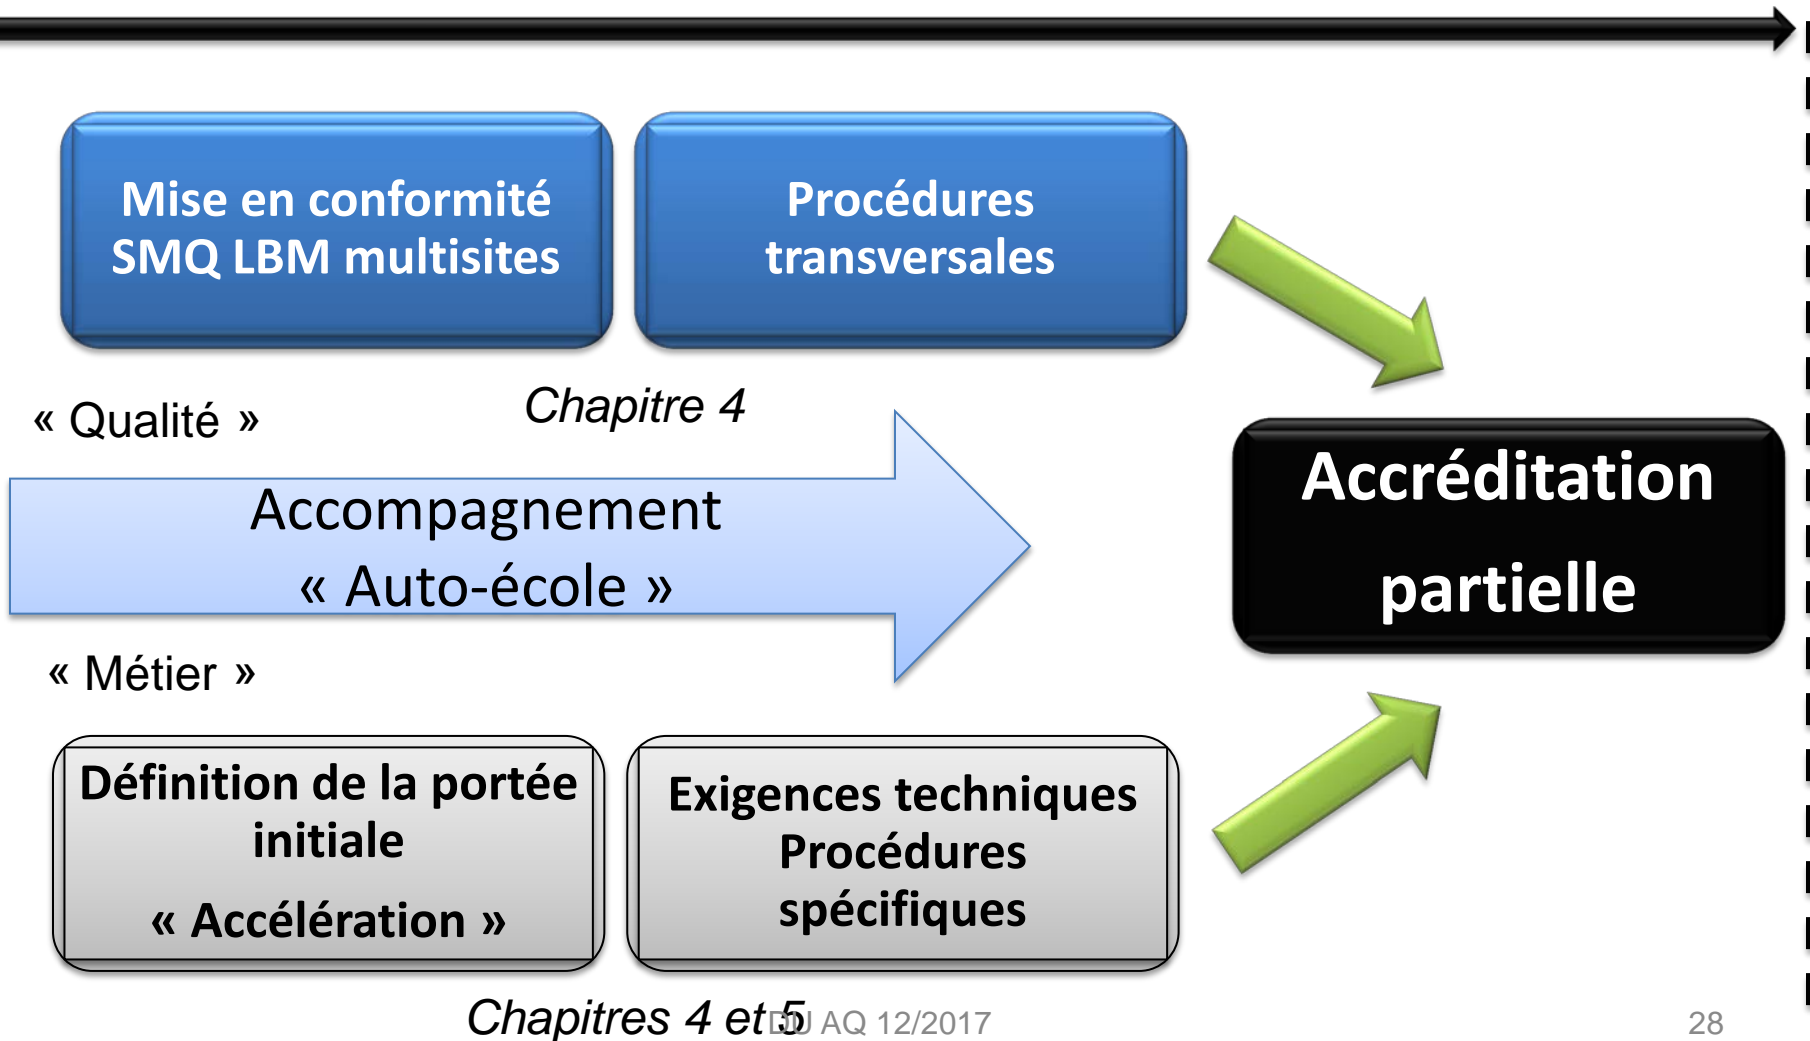 Mise en conformité
SMQ LBM multisites
Procédures
transversales
« Qualité »
Chapitre 4
Accompagnement
« Auto-école »
Accréditation
partielle
« Métier »
Définition de la portée
initiale
« Accélération »
Exigences techniques
Procédures
spécifiques
Chapitres 4 et 5
DU AQ 12/2017
28